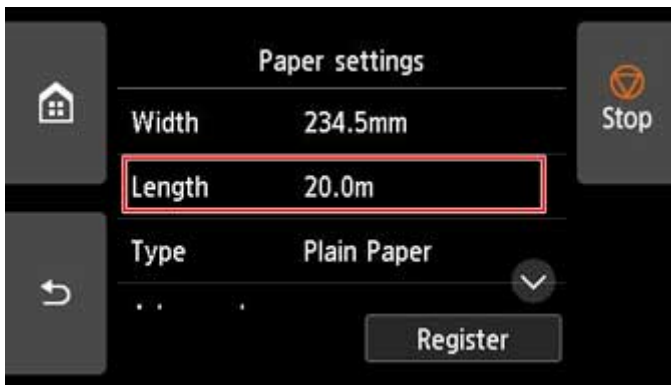 Paper settings
Width 234.5mm
Stop
Length 20.0m
Type Plain Paper
Register